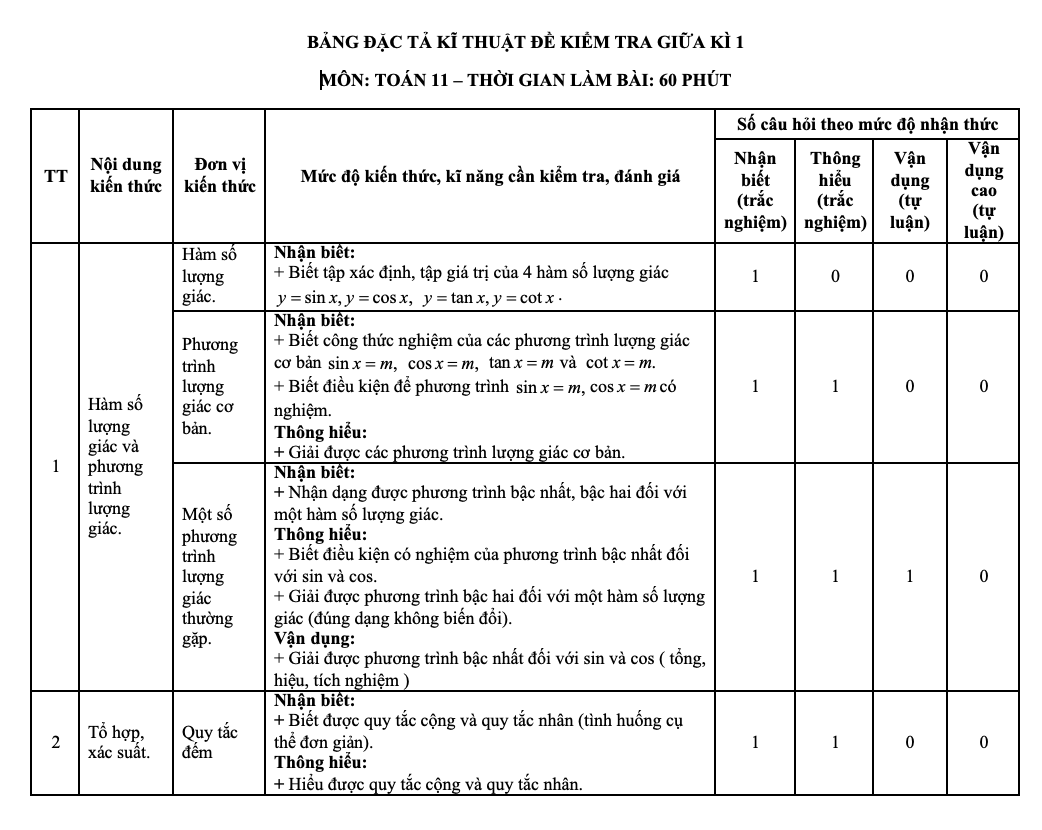 BẢNG ĐẶC TẢ KĨ THUẬT ĐỀ KIỂM TRA GIỮA KÌ 1
MÔN: TOÁN 11 – THỜI GIAN LÀM BÀI: 60 PHÚT
TT
Nội dung
kiến thức
Đơn vị
kiến thức
Mức độ kiến thức, kĩ năng cần kiểm tra, đánh giá
Số câu hỏi theo mức độ nhận thức
Nhận
biết
(trắc
nghiệm)
Thông
hiểu
(trắc
nghiệm)
Vận
dụng
(tự
luận)
Vận
dụng
cao
(tự
luận)
1
Hàm số
lượng
giác và
phương
trình
lượng
giác.
Hàm số
lượng
giác.
Nhận biết:
+ Biết tập xác định, tập giá trị của 4 hàm số lượng giác
y = sin x, y = cos x, y = tan x, y = cot x .
1
0
0
0
Phương
trình
lượng
giác cơ
bản.
Nhận biết:
+ Biết công thức nghiệm của các phương trình lượng giác
cơ bản sin x = m, cos x = m, tan x = m và cot x = m.
+ Biết điều kiện để phương trình sin x = m, cos x = m có
nghiệm.
Thông hiểu:
+ Giải được các phương trình lượng giác cơ bản.
1
1
0
0
Một số
phương
trình
lượng
giác
thường
gặp.
Nhận biết:
+ Nhận dạng được phương trình bậc nhất, bậc hai đối với
một hàm số lượng giác.
Thông hiểu:
+ Biết điều kiện có nghiệm của phương trình bậc nhất đối
với sin và cos.
+ Giải được phương trình bậc hai đối với một hàm số lượng
giác (đúng dạng không biến đổi).
Vận dụng:
+ Giải được phương trình bậc nhất đối với sin và cos ( tổng,
hiệu, tích nghiệm )
1
1
1
0
2
Tổ hợp,
xác suất.
Quy tắc
đếm
Nhận biết:
+ Biết được quy tắc cộng và quy tắc nhân (tình huống cụ
thể đơn giản).
Thông hiểu:
+ Hiểu được quy tắc cộng và quy tắc nhân.
1
1
0
0